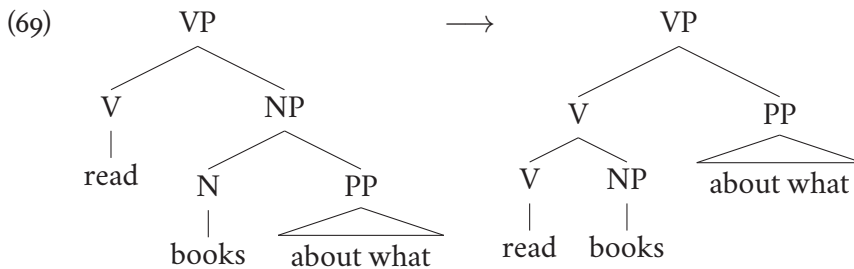 (69) VP → VP
V NP V PP
read N PP V NP about what
books about what read books